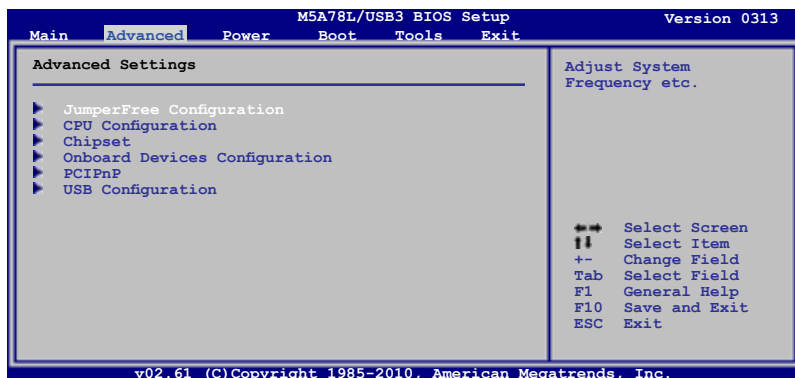 M5A78L/USB3 BIOS Setup Version 0313
Main Advanced Power Boot Tools Exit
Advanced Settings
JumperFree Configuration
CPU Configuration
Chipset
Onboard Devices Configuration
PCIPnP
USB Configuration
Adjust System
Frequency etc.
Select Screen
Select Item
+- Change Field
Tab Select Field
F1 General Help
F10 Save and Exit
ESC Exit
v02.61 (C)Copyright 1985-2010, American Megatrends, Inc.